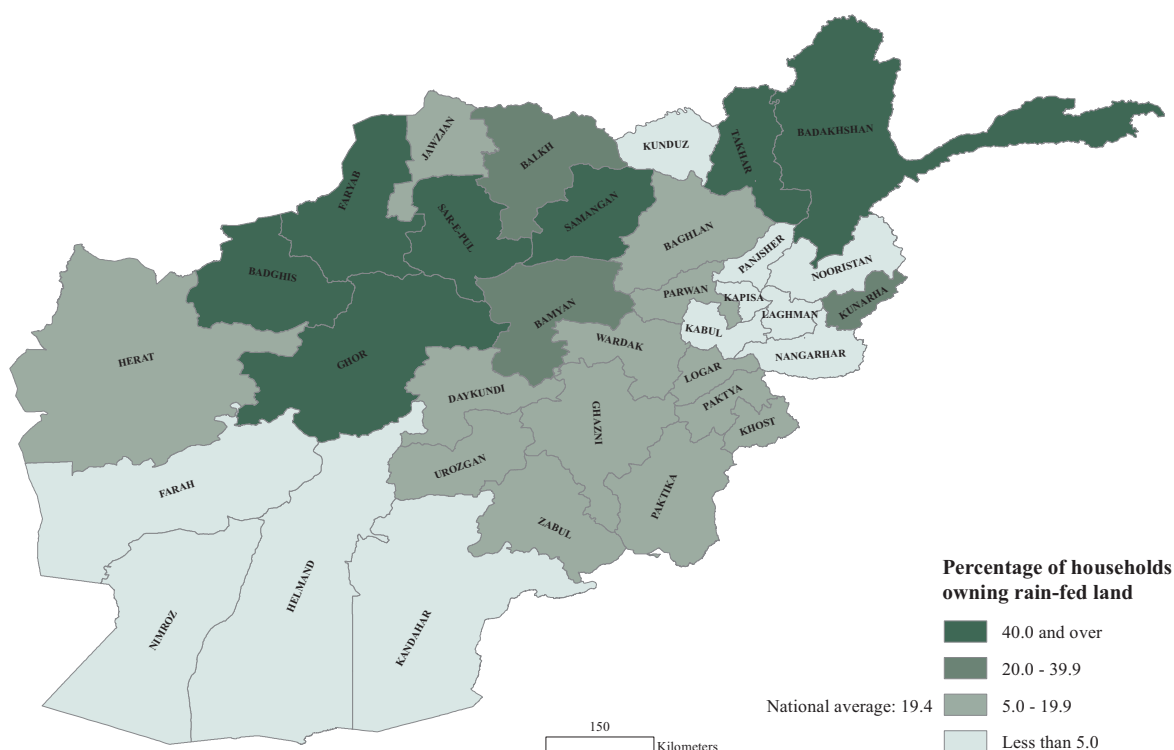 BADAKHSHAN
TAKHAR
KUNDUZ
BALKH
JAWZJAN
FARYAB
SAR-E-PUL
SAMANGAN
BAGHLAN
PANJSHER
NOORISTAN
BADGHIS
PARWAN
KAPISA
KUNARHA
LAGHMAN
BAMYAN
KABUL
WARDAK
NANGARHAR
HERAT
GHOR
LOGAR
DAYKUNDI
PAKTYA
GHAZNI
KHOST
UROZGAN
FARAH
PAKTIKA
ZABUL
HELMAND
NIMROZ
KANDAHAR
Percentage of households
owning rain-fed land
40.0 and over
20.0 - 39.9
National average: 19.4
5.0 - 19.9
Less than 5.0
150
Kilometers